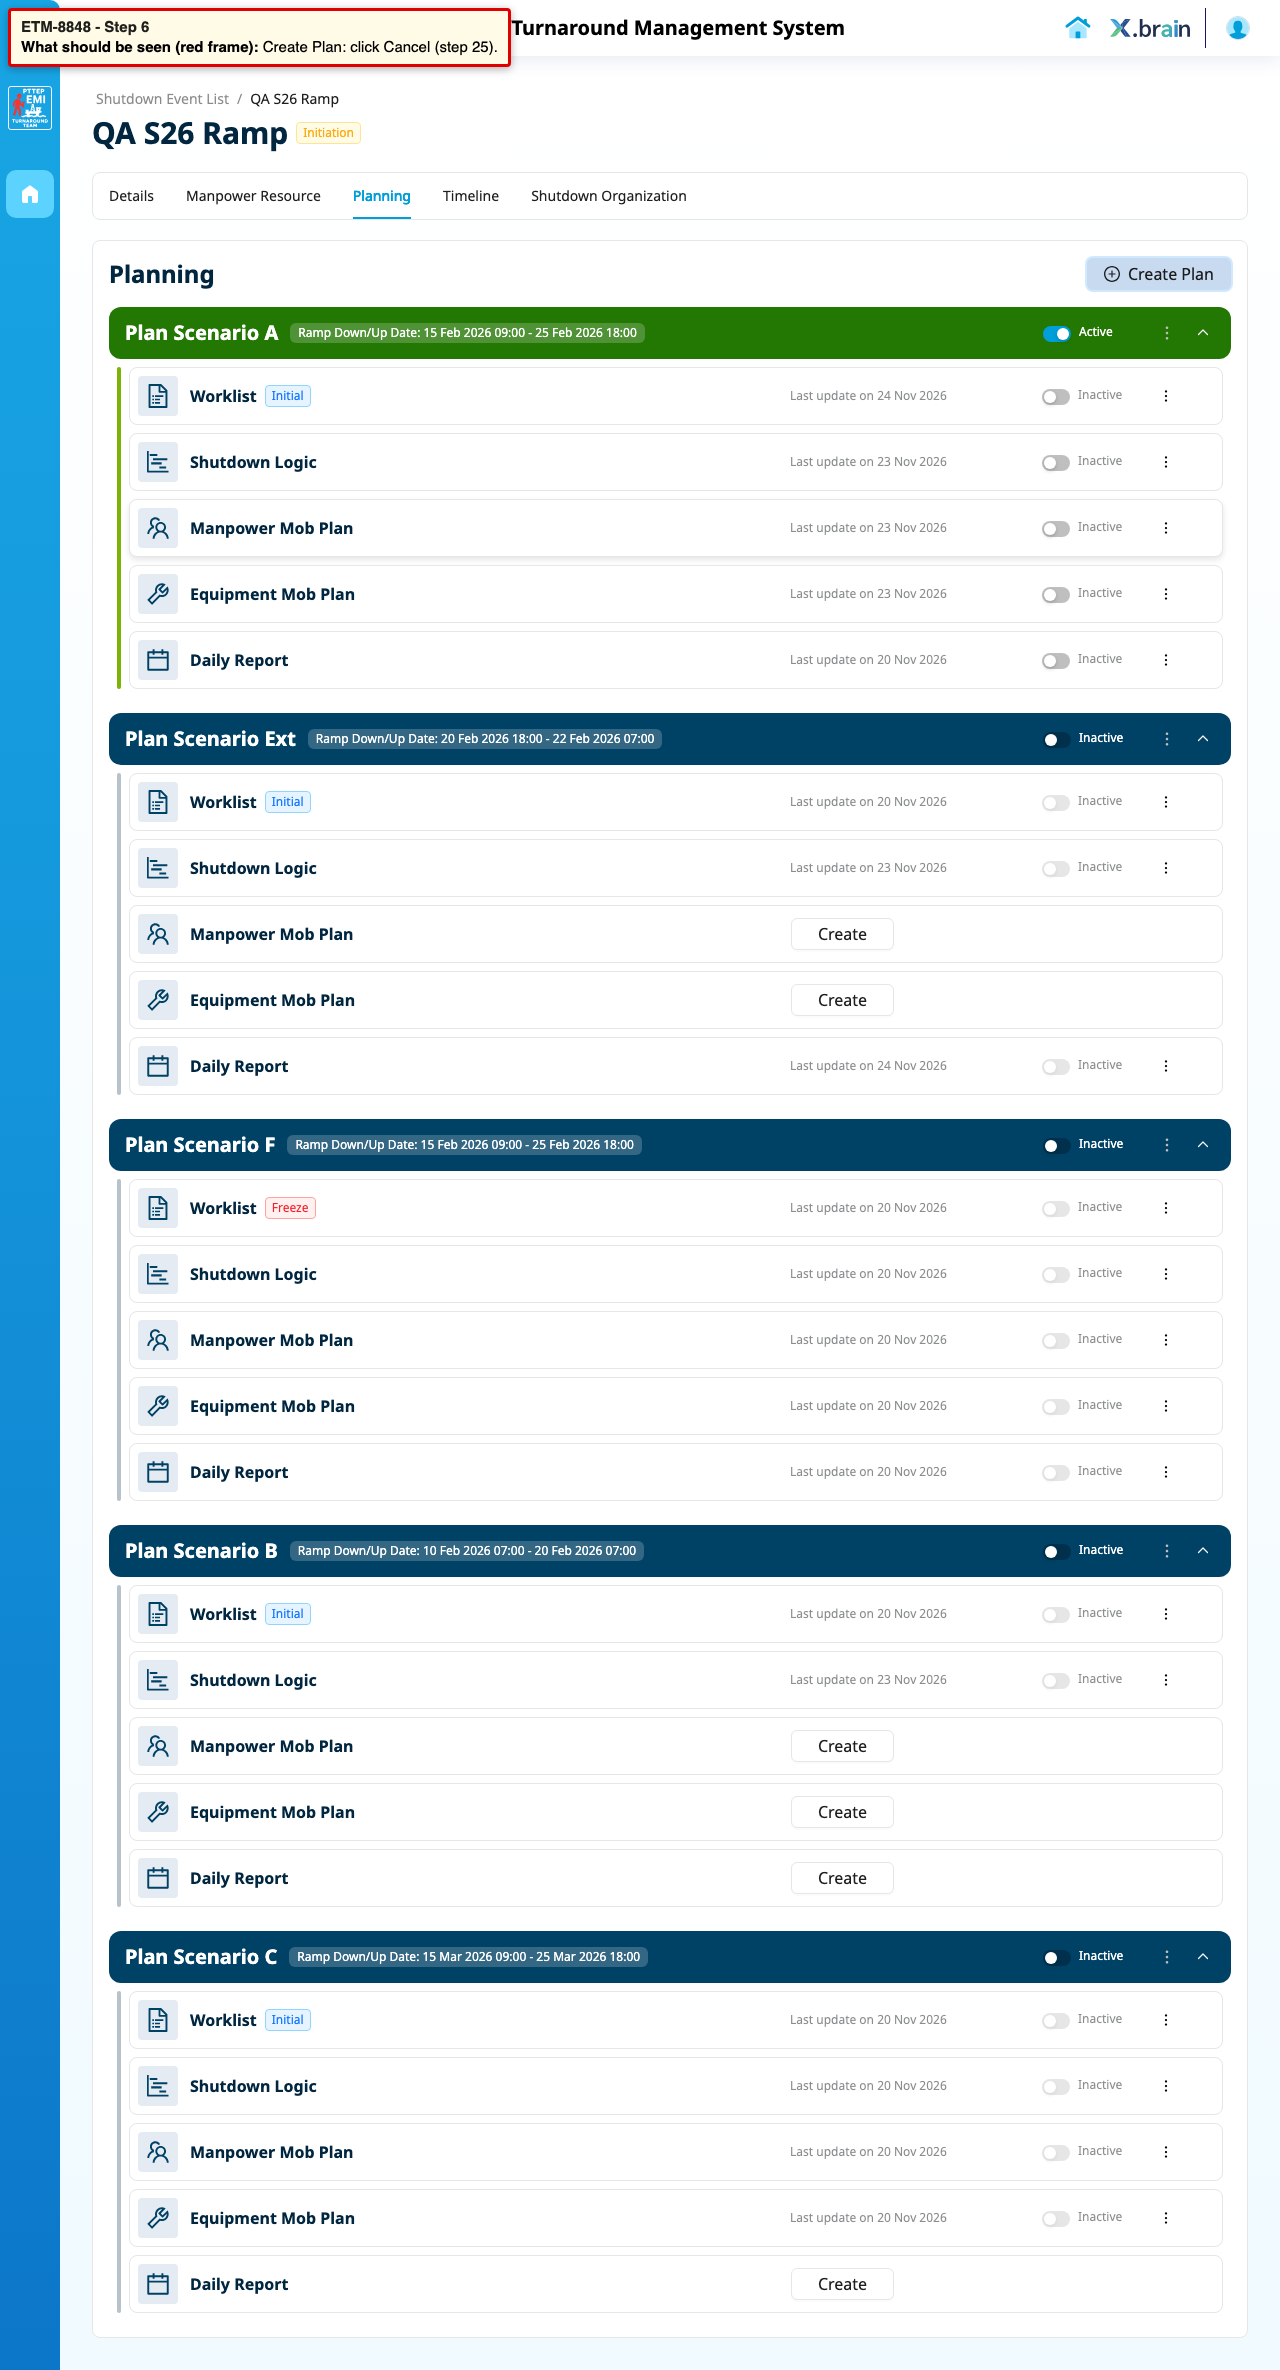 ETM-8848 - Step 6
What should be seen (red frame): Create Plan: click Cancel (step 25).
Turnaround Management System
X.brain
PTTEP
EMI
TURNAROUND
TEAM
Shutdown Event List / QA S26 Ramp
QA S26 Ramp Initiation
Details Manpower Resource Planning Timeline Shutdown Organization
Planning Create Plan
Plan Scenario A Ramp Down/Up Date: 15 Feb 2026 09:00 - 25 Feb 2026 18:00 Active
Worklist Initial Last update on 24 Nov 2026 Inactive
Shutdown Logic Last update on 23 Nov 2026 Inactive
Manpower Mob Plan Last update on 23 Nov 2026 Inactive
Equipment Mob Plan Last update on 23 Nov 2026 Inactive
Daily Report Last update on 20 Nov 2026 Inactive
Plan Scenario Ext Ramp Down/Up Date: 20 Feb 2026 18:00 - 22 Feb 2026 07:00 Inactive
Worklist Initial Last update on 20 Nov 2026 Inactive
Shutdown Logic Last update on 23 Nov 2026 Inactive
Manpower Mob Plan Create
Equipment Mob Plan Create
Daily Report Last update on 24 Nov 2026 Inactive
Plan Scenario F Ramp Down/Up Date: 15 Feb 2026 09:00 - 25 Feb 2026 18:00 Inactive
Worklist Freeze Last update on 20 Nov 2026 Inactive
Shutdown Logic Last update on 20 Nov 2026 Inactive
Manpower Mob Plan Last update on 20 Nov 2026 Inactive
Equipment Mob Plan Last update on 20 Nov 2026 Inactive
Daily Report Last update on 20 Nov 2026 Inactive
Plan Scenario B Ramp Down/Up Date: 10 Feb 2026 07:00 - 20 Feb 2026 07:00 Inactive
Worklist Initial Last update on 20 Nov 2026 Inactive
Shutdown Logic Last update on 23 Nov 2026 Inactive
Manpower Mob Plan Create
Equipment Mob Plan Create
Daily Report Create
Plan Scenario C Ramp Down/Up Date: 15 Mar 2026 09:00 - 25 Mar 2026 18:00 Inactive
Worklist Initial Last update on 20 Nov 2026 Inactive
Shutdown Logic Last update on 20 Nov 2026 Inactive
Manpower Mob Plan Last update on 20 Nov 2026 Inactive
Equipment Mob Plan Last update on 20 Nov 2026 Inactive
Daily Report Create